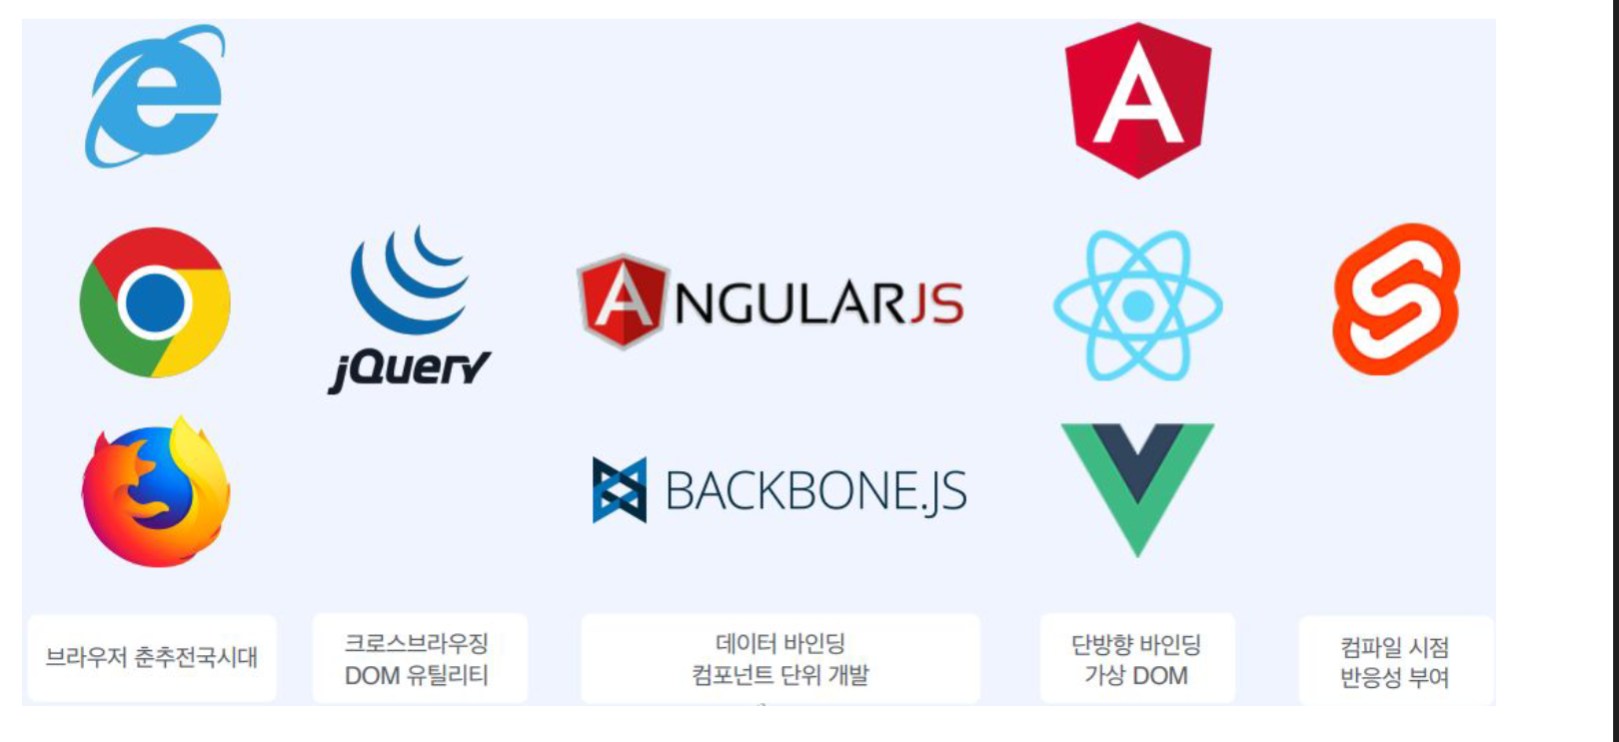 jQuery
ANGULARJS
BACKBONE.JS
브라우저 춘추전국시대
크로스브라우징
DOM 유틸리티
데이터 바인딩
컴포넌트 단위 개발
단방향 바인딩
가상 DOM
컴파일 시점
반응성 부여